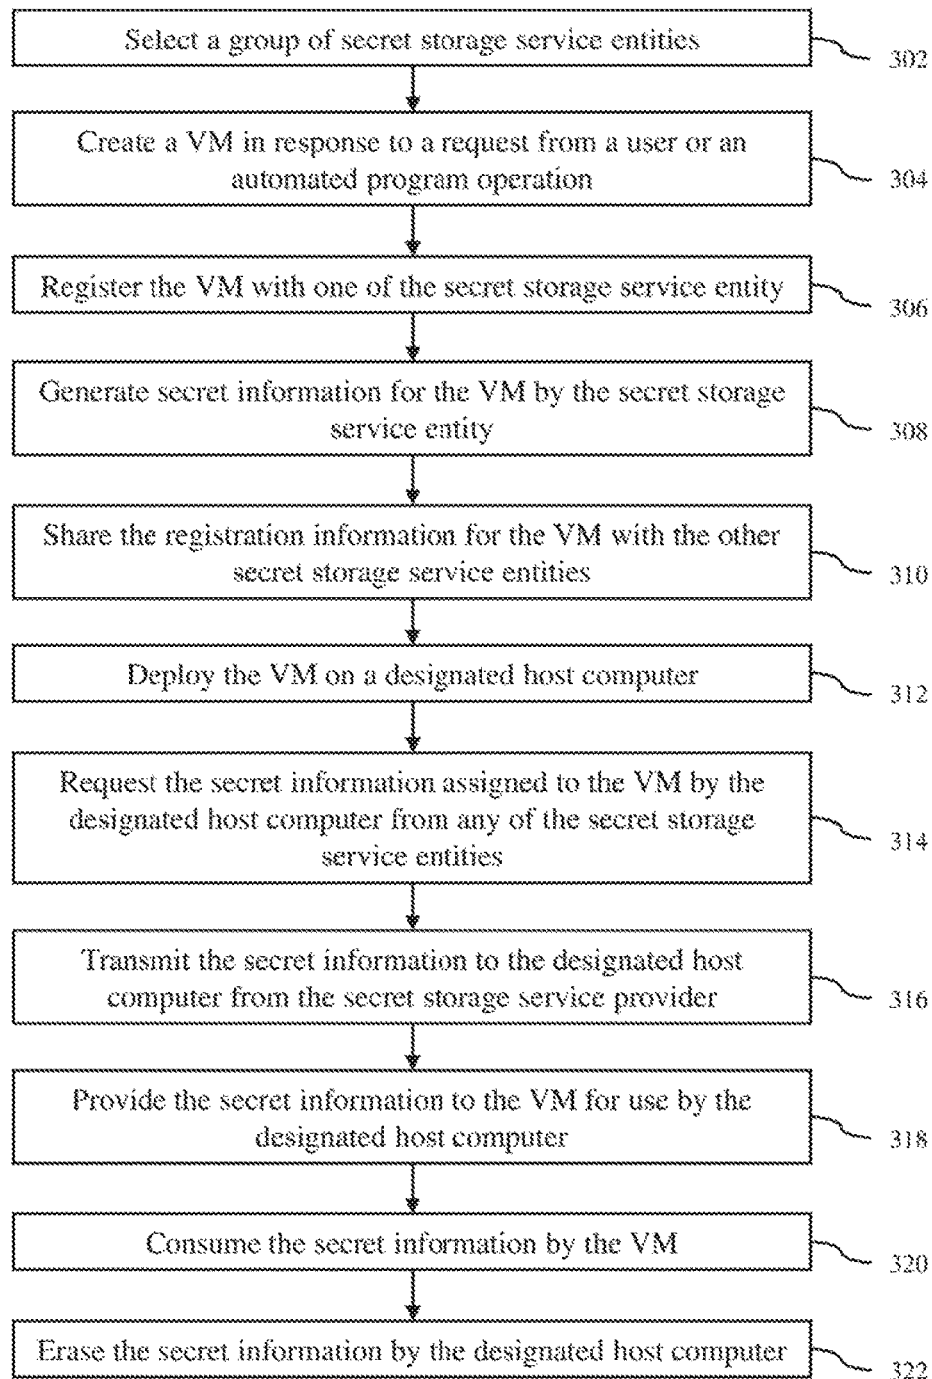 Select a group of secret storage service entities
302
Create a VM in response to a request from a user or an
automated program operation
304
Register the VM with one of the secret storage service entity
306
Generate secret information for the VM by the secret storage
service entity
308
Share the registration information for the VM with the other
secret storage service entities
310
Deploy the VM on a designated host computer
312
Request the secret information assigned to the VM by the
designated host computer from any of the secret storage
service entities
314
Transmit the secret information to the designated host
computer from the secret storage service provider
316
Provide the secret information to the VM for use by the
designated host computer
318
Consume the secret information by the VM
320
Erase the secret information by the designated host computer
322